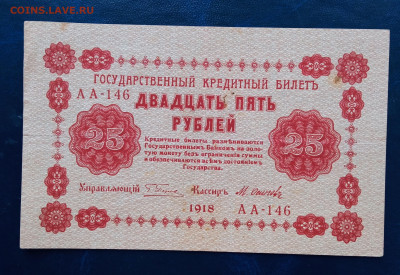 COINS.LAVE.RU
ГОСУДАРСТВЕННЫЙ КРЕДИТНЫЙ БИЛЕТЪ
АА-146
ДВАДЦАТЬ ПЯТЬ
РУБЛЕЙ
25 25
Кредитные билеты размѣниваются
Государственнымъ Банкомъ на золо-
тую монету безъ ограниченія суммы
и обезпечиваются всѣмъ достояніемъ
Государства.
Управляющій Кассиръ
1918 АА-146